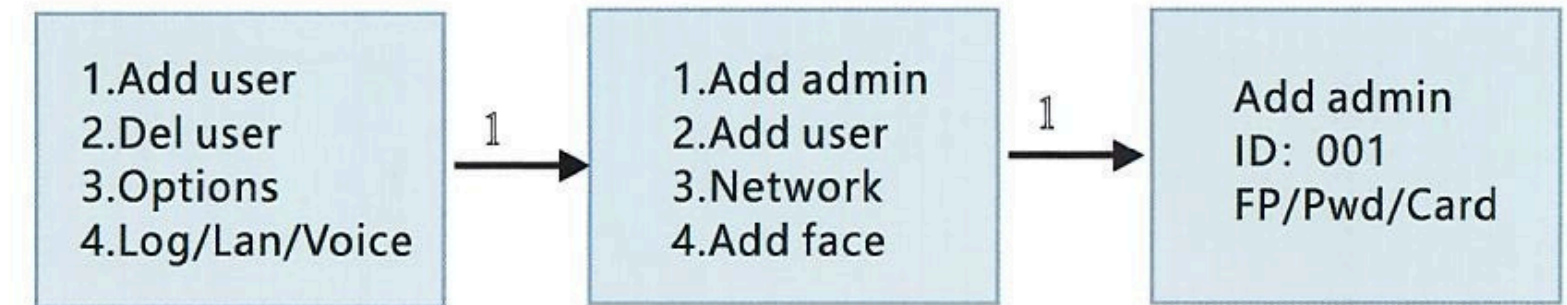 1.Add user
2.Del user
3.Options
4.Log/Lan/Voice
1
1.Add admin
2.Add user
3.Network
4.Add face
1
Add admin
ID: 001
FP/Pwd/Card